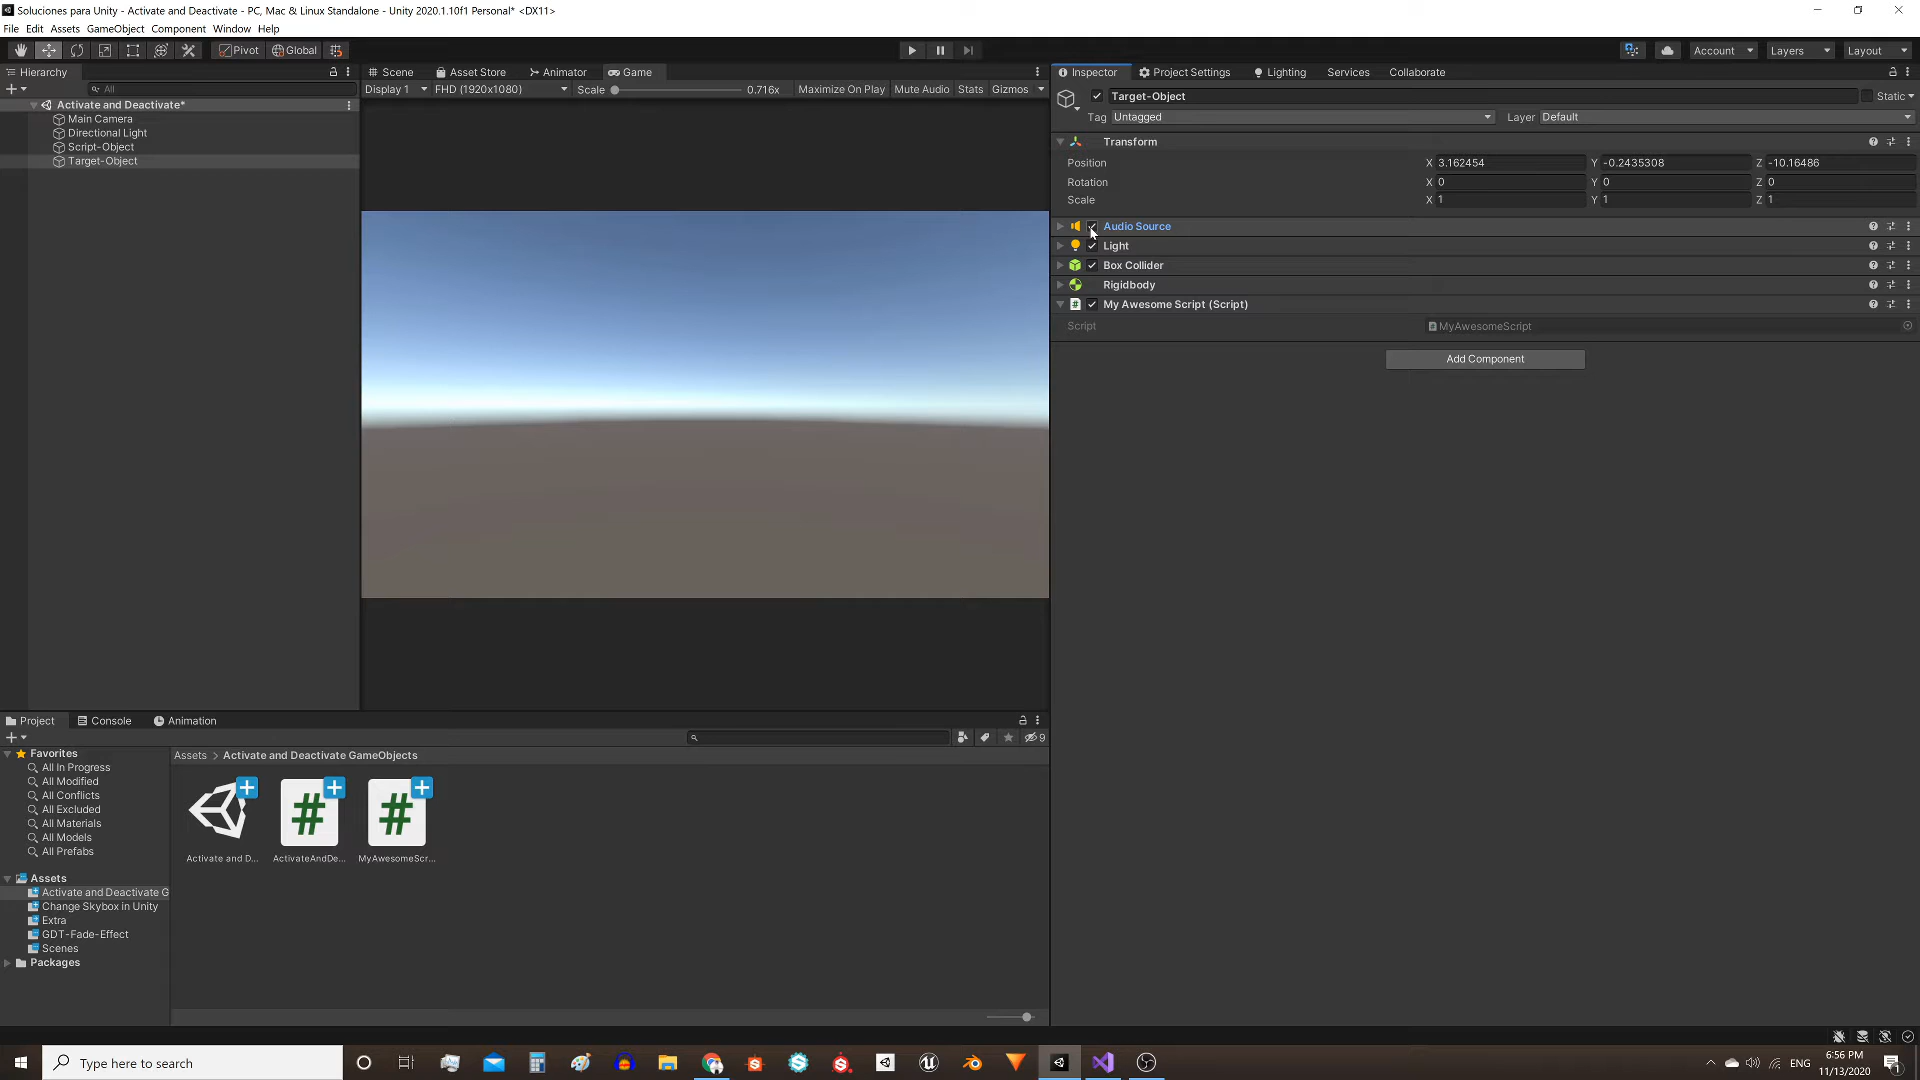 Soluciones para Unity - Activate and Deactivate - PC, Mac & Linux Standalone - Unity 2020.1.10f1 Personal* <DX11>
File Edit Assets GameObject Component Window Help
Pivot Global Account Layers Layout
Hierarchy
All
Activate and Deactivate*
Main Camera
Directional Light
Script-Object
Target-Object
Scene Asset Store Animator Game
Display 1 FHD (1920x1080) Scale 0.716x Maximize On Play Mute Audio Stats Gizmos
Inspector Project Settings Lighting Services Collaborate
Target-Object Static
Tag Untagged Layer Default
Transform
Position X 3.162454 Y -0.2435308 Z -10.16486
Rotation X 0 Y 0 Z 0
Scale X 1 Y 1 Z 1
Audio Source
Light
Box Collider
Rigidbody
# My Awesome Script (Script)
Script MyAwesomeScript
Add Component
Project Console Animation
9
Favorites
All In Progress
All Modified
All Conflicts
All Excluded
All Materials
All Models
All Prefabs
Assets
Activate and Deactivate G
Change Skybox in Unity
Extra
GDT-Fade-Effect
Scenes
Packages
Assets > Activate and Deactivate GameObjects
# #
Activate and D... ActivateAndDe... MyAwesomeScr...
Type here to search
ENG
6:56 PM
11/13/2020
1